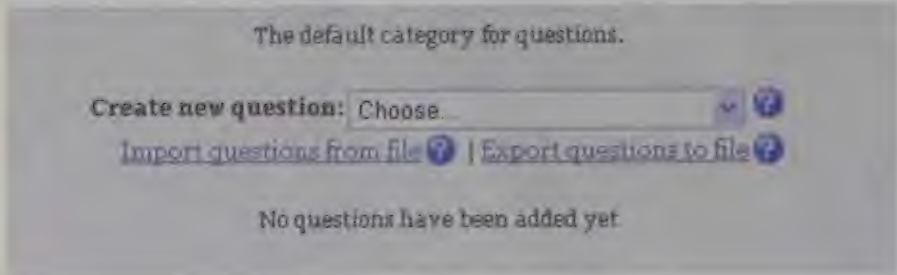 The default category for questions.
Create new question: Choose...
Import questions from file ? | Export questions to file ?
No questions have been added yet